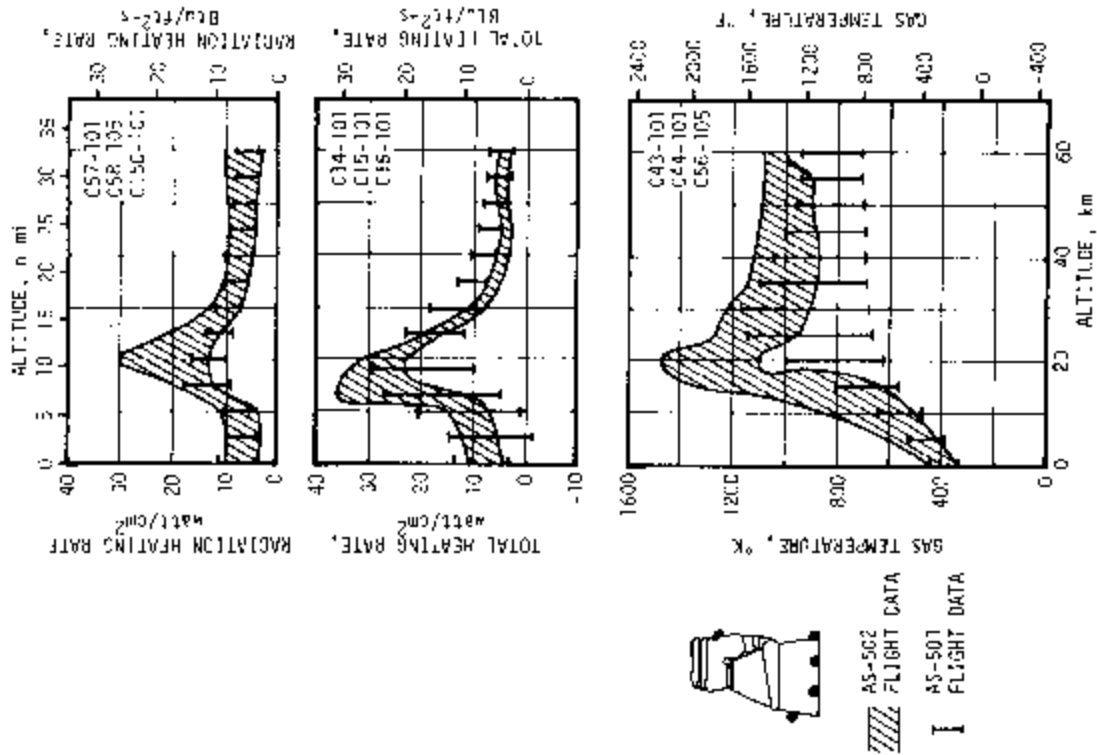 ALTITUDE, n mi
0 5 10 15 20 25 30 35
RADIATION HEATING RATE
watt/cm²
40
30
20
10
0
C57-101
C58-105
RADIATION HEATING RATE,
Btu/ft²-s
30
20
10
0
TOTAL HEATING RATE,
watt/cm²
40
30
20
10
0
-10
TOTAL HEATING RATE,
Btu/ft²-s
30
20
10
0
GAS TEMPERATURE, °K
1600
1200
800
400
0
C43-101
C44-101
C56-105
GAS TEMPERATURE, °F
2400
2000
1600
1200
800
400
0
-400
0 20 40 60
ALTITUDE, km
AS-502
FLIGHT DATA
AS-501
FLIGHT DATA